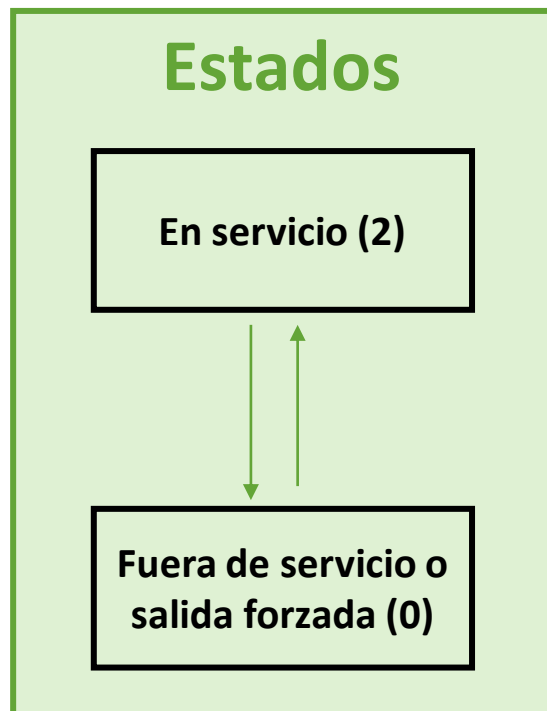 Estados
En servicio (2)
Fuera de servicio o
salida forzada (0)